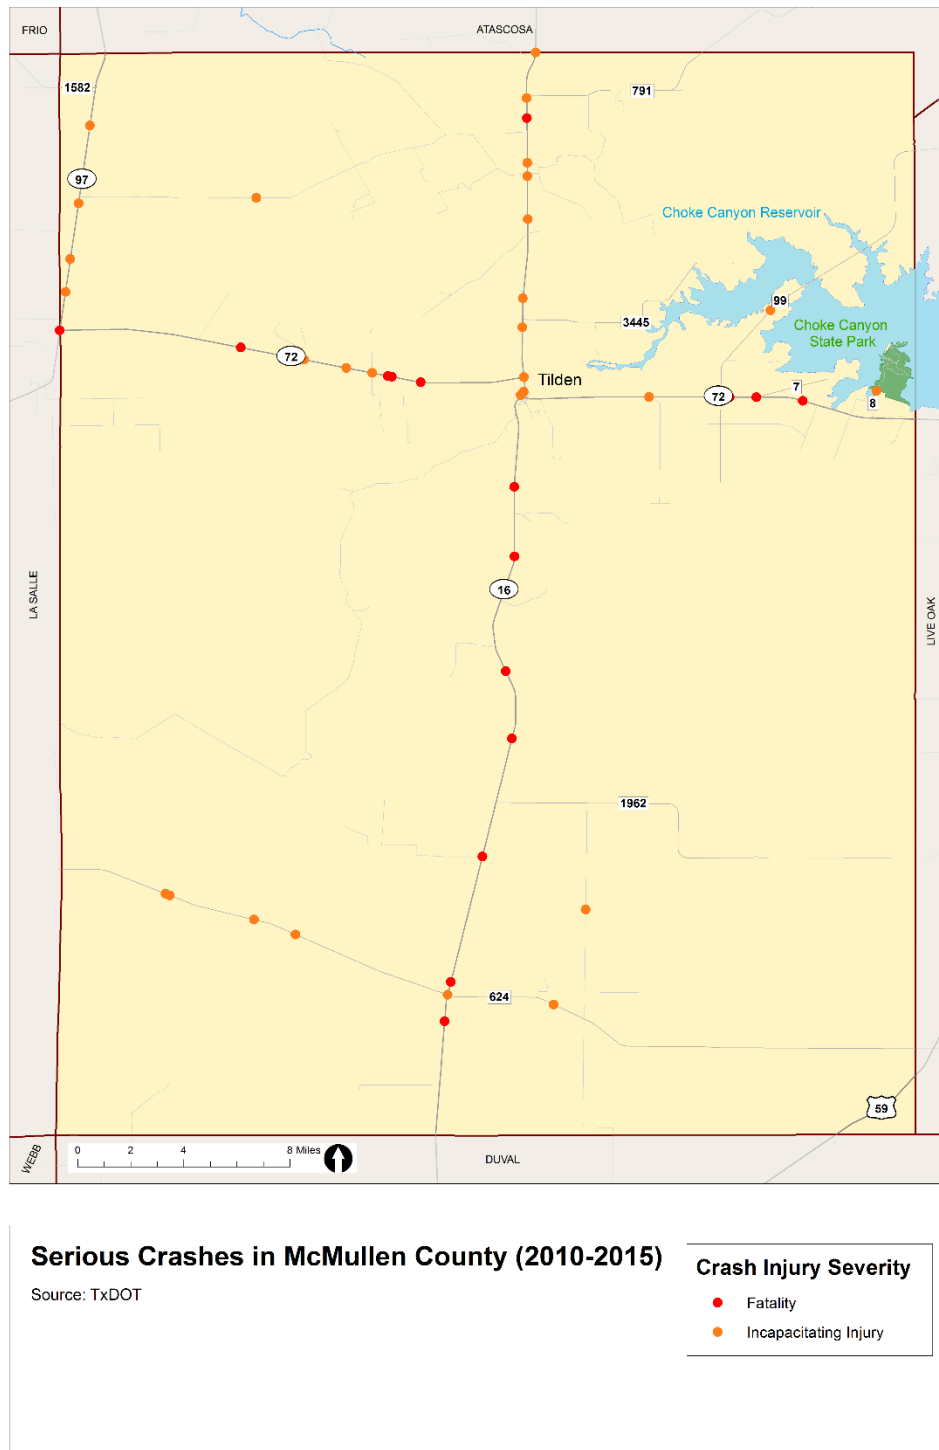 FRIO
ATASCOSA
1582
791
97
Choke Canyon Reservoir
99
3445
Choke Canyon
State Park
72
Tilden
7
72
8
16
LA SALLE
LIVE OAK
1962
624
59
WEBB
0 2 4 8 Miles
DUVAL
Serious Crashes in McMullen County (2010-2015)
Source: TxDOT
Crash Injury Severity
Fatality
Incapacitating Injury